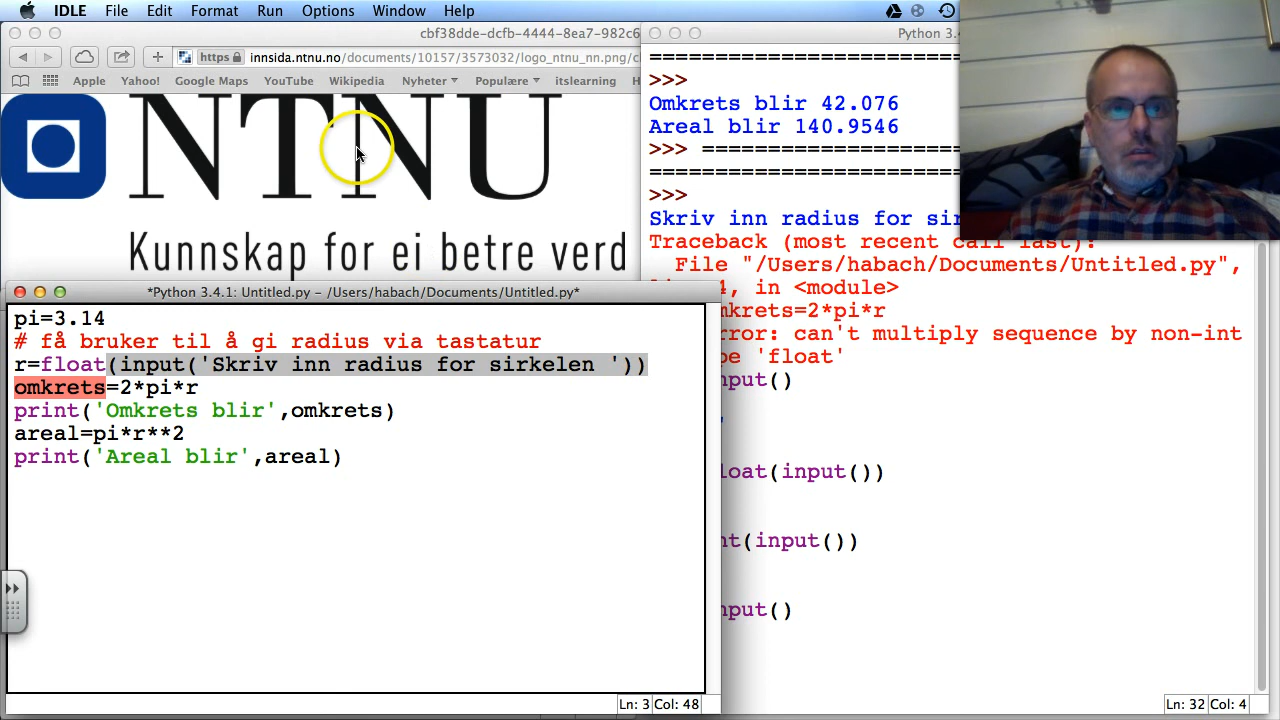 IDLE File Edit Format Run Options Window Help
cbf38dde-dcfb-4444-8ea7-982c6
https innsida.ntnu.no/documents/10157/3573032/logo_ntnu_nn.png/c
Apple Yahoo! Google Maps YouTube Wikipedia Nyheter Populære itslearning
NTNU
Kunnskap for ei betre verd
Python 3.4.
=====================
>>>
Omkrets blir 42.076
Areal blir 140.9546
>>> ====================
=====================
>>>
Skriv inn radius for sir
Traceback (most recent call last):
File "/Users/habach/Documents/Untitled.py",
4, in <module>
mkrets=2*pi*r
rror: can't multiply sequence by non-int
pe 'float'
nput()
loat(input())
nt(input())
nput()
Ln: 32 Col: 4
*Python 3.4.1: Untitled.py – /Users/habach/Documents/Untitled.py*
pi=3.14
# få bruker til å gi radius via tastatur
r=float(input('Skriv inn radius for sirkelen '))
omkrets=2*pi*r
print('Omkrets blir',omkrets)
areal=pi*r**2
print('Areal blir',areal)
Ln: 3 Col: 48